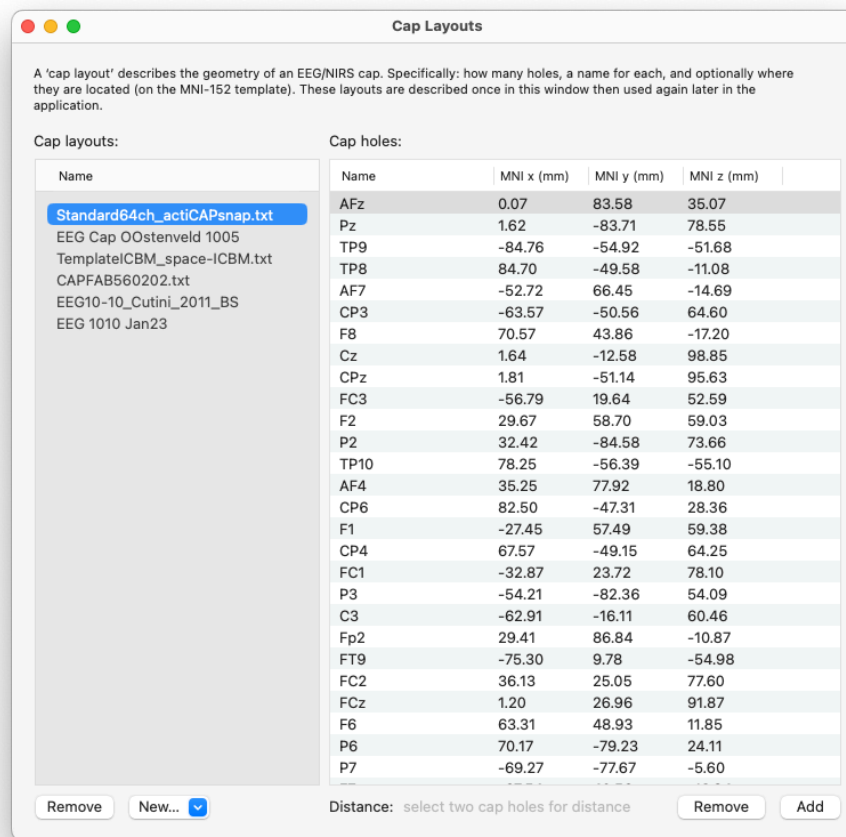 Cap Layouts
A ‘cap layout’ describes the geometry of an EEG/NIRS cap. Specifically: how many holes, a name for each, and optionally where
they are located (on the MNI-152 template). These layouts are described once in this window then used again later in the
application.
Cap layouts:
Name
Standard64ch_actiCAPsnap.txt
EEG Cap OOstenveld 1005
TemplateICBM_space-ICBM.txt
CAPFAB560202.txt
EEG10-10_Cutini_2011_BS
EEG 1010 Jan23
Remove New...
Cap holes:
Name MNI x (mm) MNI y (mm) MNI z (mm)
AFz 0.07 83.58 35.07
Pz 1.62 -83.71 78.55
TP9 -84.76 -54.92 -51.68
TP8 84.70 -49.58 -11.08
AF7 -52.72 66.45 -14.69
CP3 -63.57 -50.56 64.60
F8 70.57 43.86 -17.20
Cz 1.64 -12.58 98.85
CPz 1.81 -51.14 95.63
FC3 -56.79 19.64 52.59
F2 29.67 58.70 59.03
P2 32.42 -84.58 73.66
TP10 78.25 -56.39 -55.10
AF4 35.25 77.92 18.80
CP6 82.50 -47.31 28.36
F1 -27.45 57.49 59.38
CP4 67.57 -49.15 64.25
FC1 -32.87 23.72 78.10
P3 -54.21 -82.36 54.09
C3 -62.91 -16.11 60.46
Fp2 29.41 86.84 -10.87
FT9 -75.30 9.78 -54.98
FC2 36.13 25.05 77.60
FCz 1.20 26.96 91.87
F6 63.31 48.93 11.85
P6 70.17 -79.23 24.11
P7 -69.27 -77.67 -5.60
Distance: select two cap holes for distance Remove Add